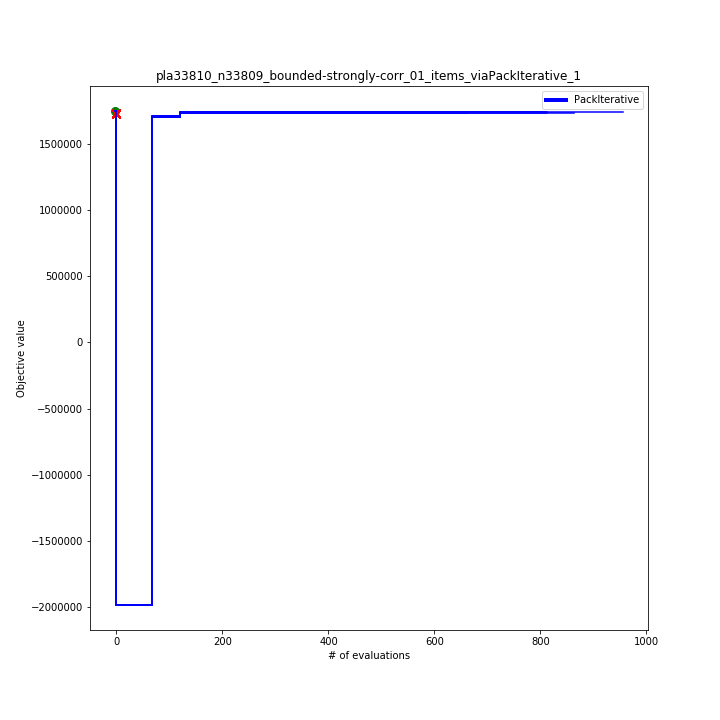 pla33810_n33809_bounded-strongly-corr_01_items_viaPackIterative_1
PackIterative
1500000
1000000
500000
0
−500000
−1000000
−1500000
−2000000
Objective value
0 200 400 600 800 1000
# of evaluations